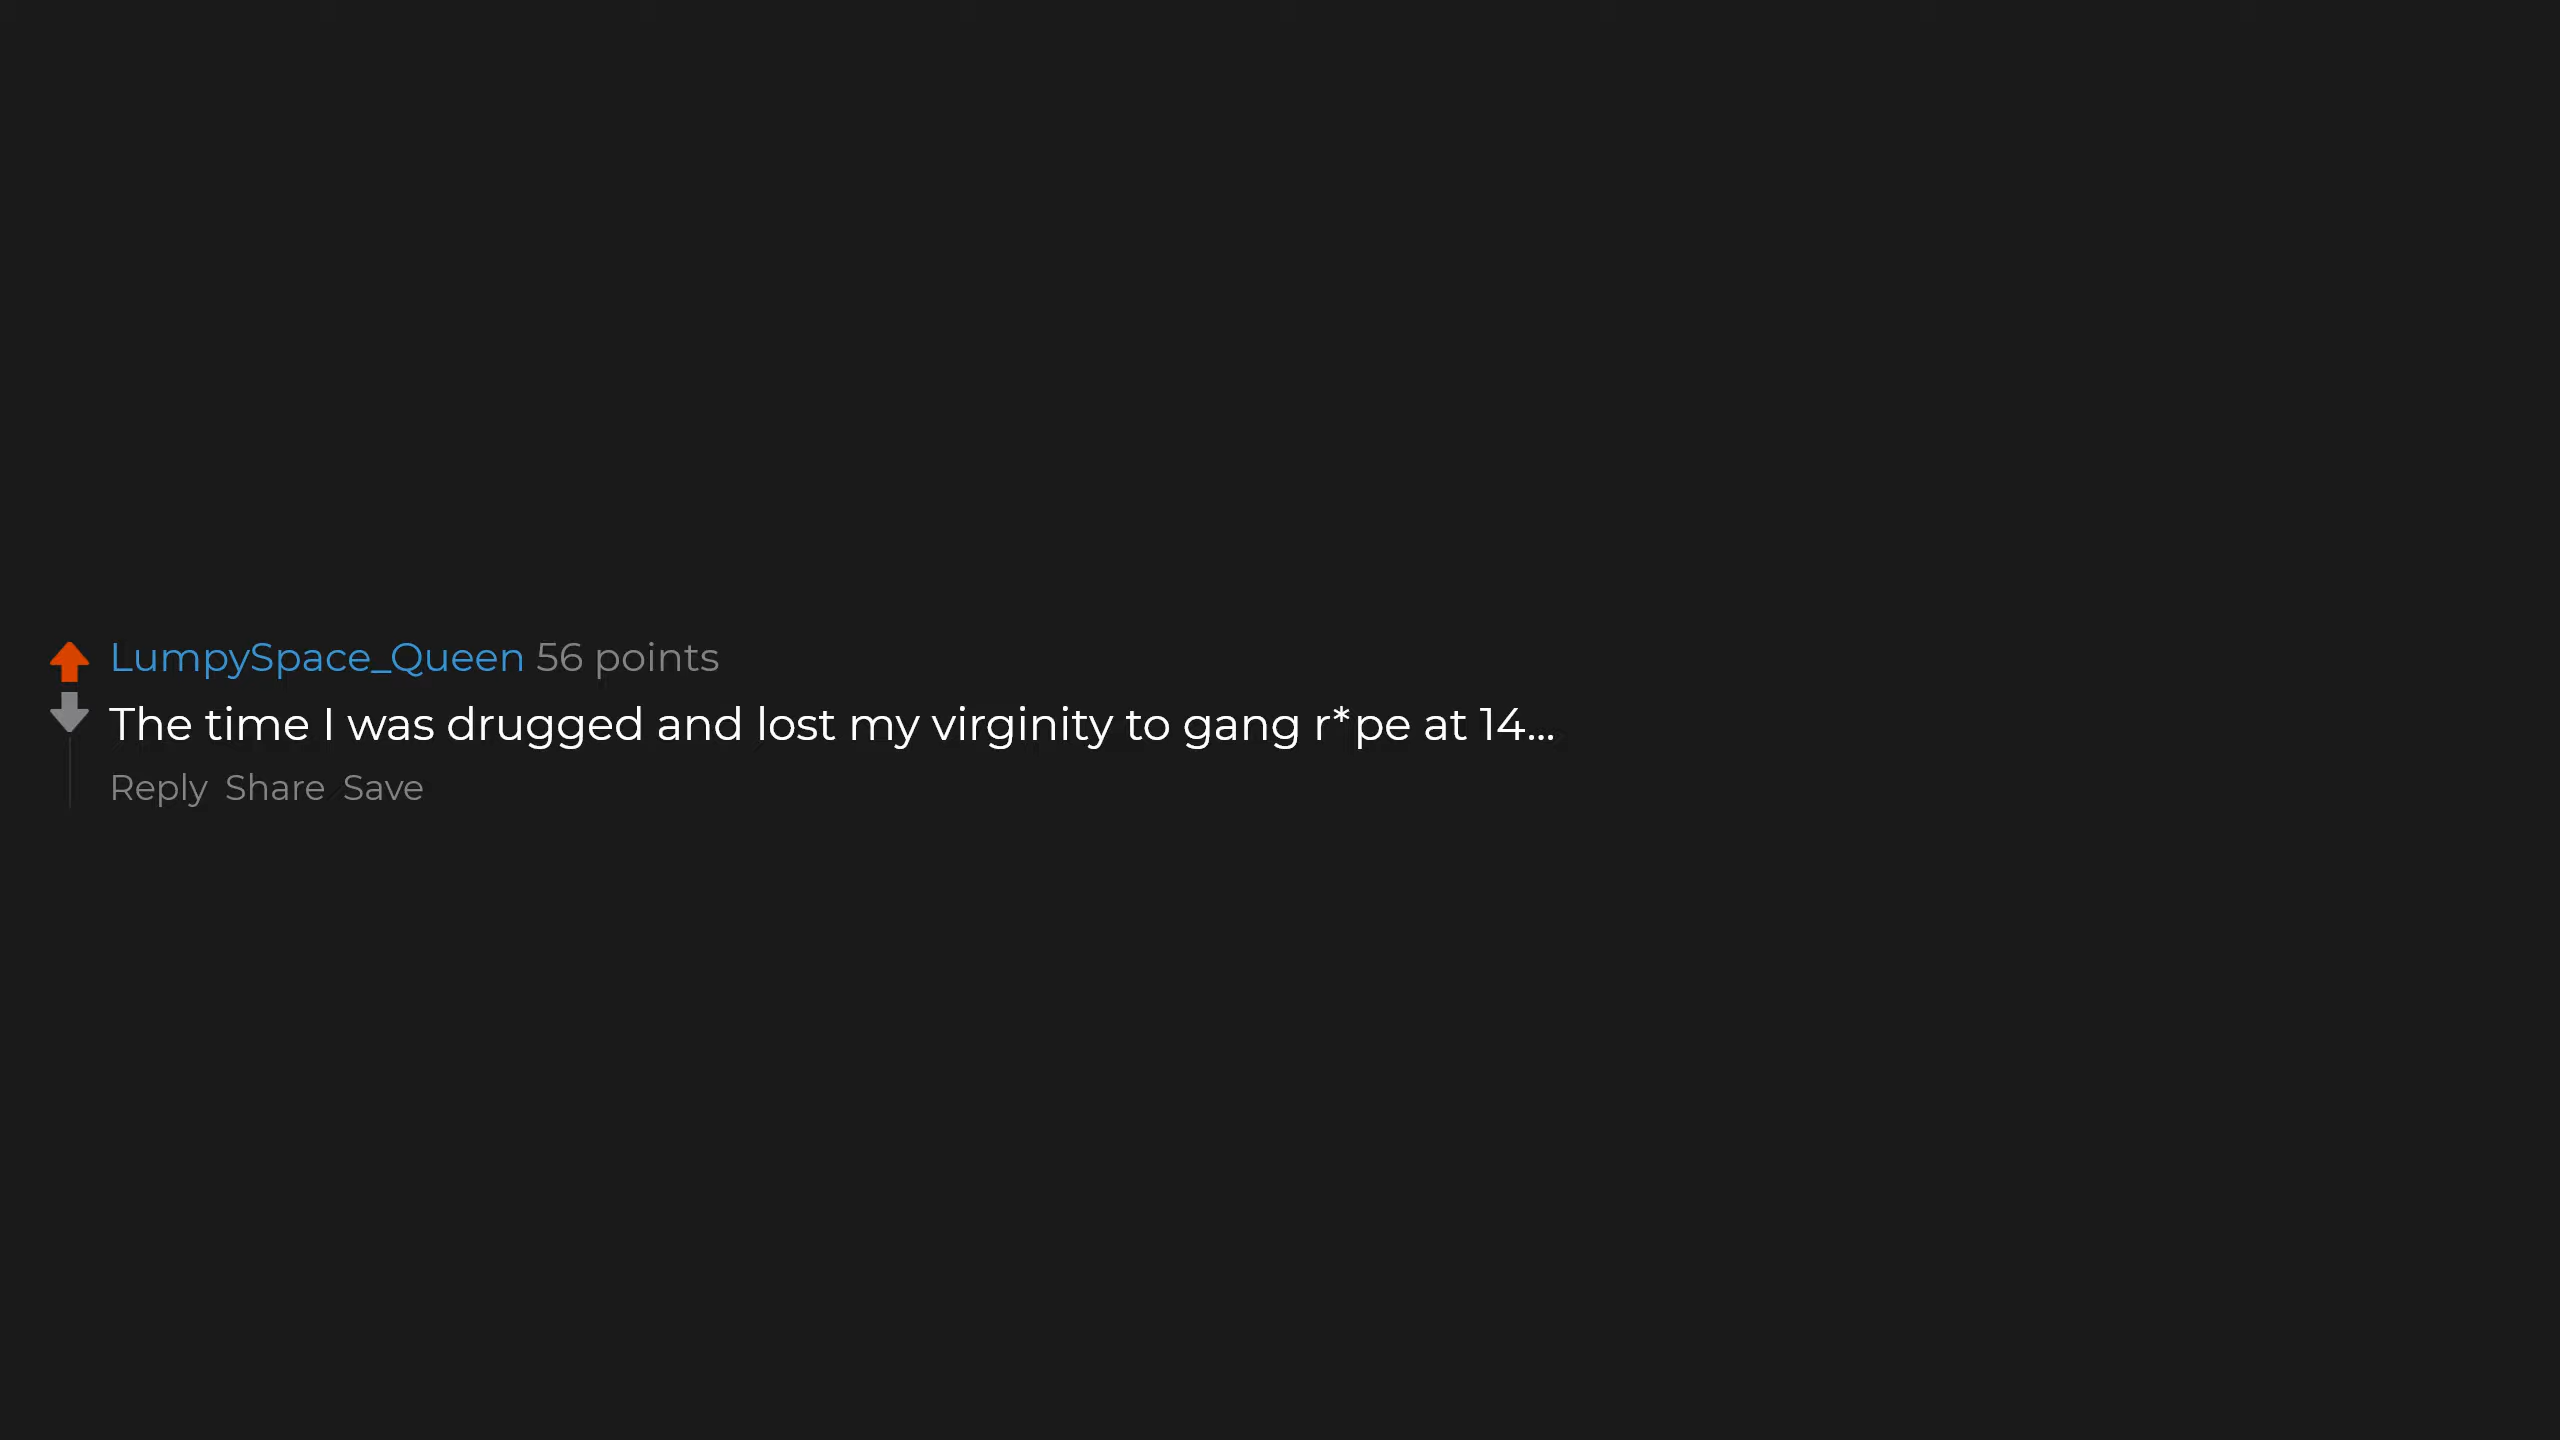 LumpySpace_Queen 56 points
The time I was drugged and lost my virginity to gang r*pe at 14...
Reply Share Save